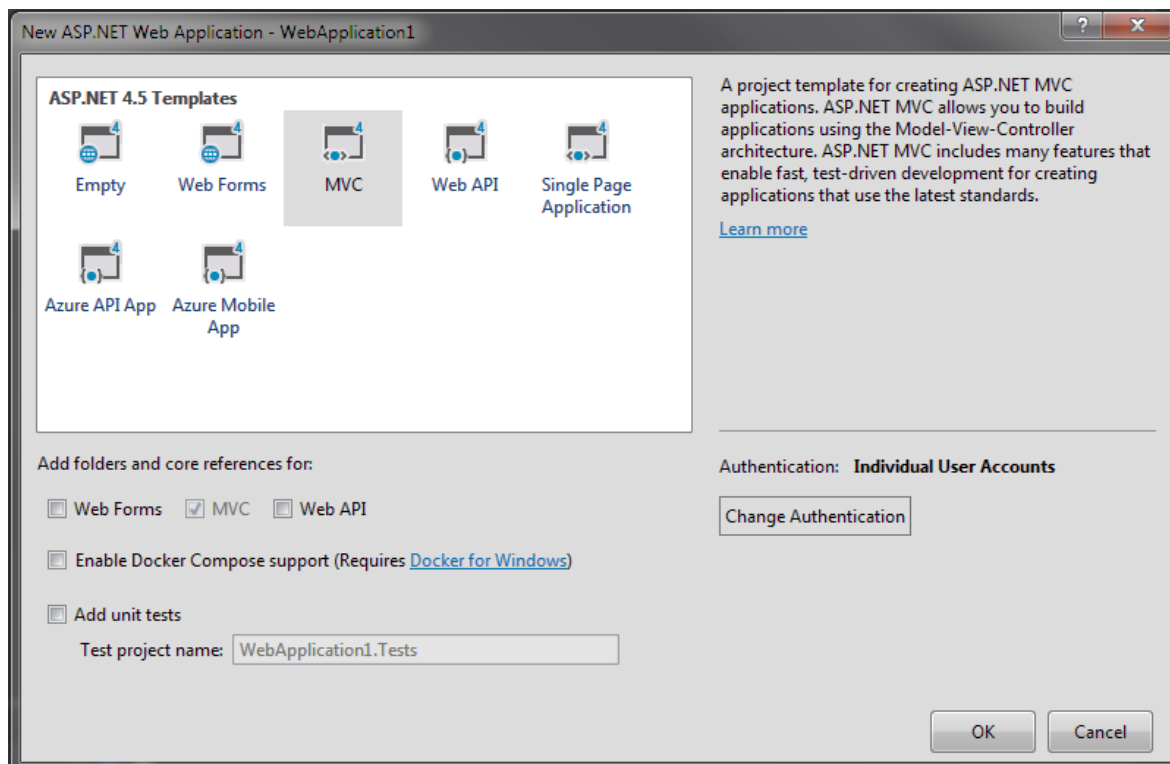 New ASP.NET Web Application - WebApplication1
?
ASP.NET 4.5 Templates
4
4
4
4
4
Empty
Web Forms
MVC
Web API
Single Page
Application
4
4
Azure API App
Azure Mobile
App
A project template for creating ASP.NET MVC
applications. ASP.NET MVC allows you to build
applications using the Model-View-Controller
architecture. ASP.NET MVC includes many features that
enable fast, test-driven development for creating
applications that use the latest standards.
Learn more
Add folders and core references for:
Web Forms
MVC
Web API
Enable Docker Compose support (Requires Docker for Windows)
Add unit tests
Test project name: WebApplication1.Tests
Authentication: Individual User Accounts
Change Authentication
OK
Cancel